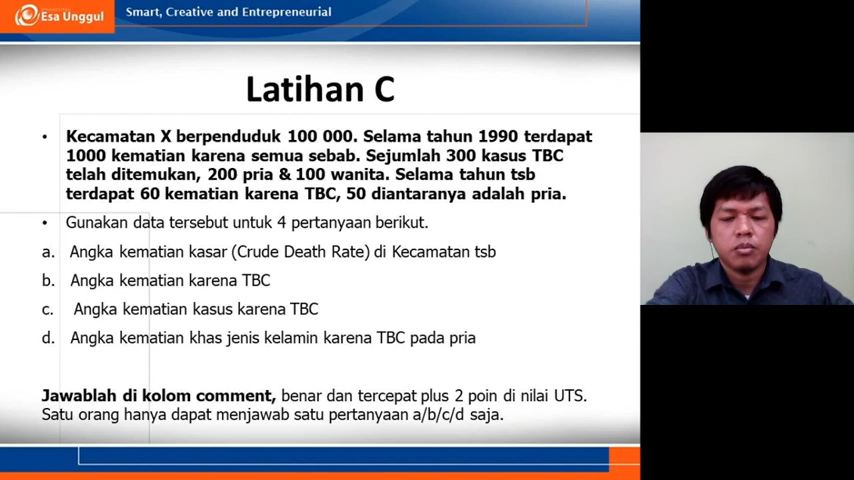 Esa Unggul
Smart, Creative and Entrepreneurial
Latihan C
• Kecamatan X berpenduduk 100 000. Selama tahun 1990 terdapat
1000 kematian karena semua sebab. Sejumlah 300 kasus TBC
telah ditemukan, 200 pria & 100 wanita. Selama tahun tsb
terdapat 60 kematian karena TBC, 50 diantaranya adalah pria.
• Gunakan data tersebut untuk 4 pertanyaan berikut.
a. Angka kematian kasar (Crude Death Rate) di Kecamatan tsb
b. Angka kematian karena TBC
c. Angka kematian kasus karena TBC
d. Angka kematian khas jenis kelamin karena TBC pada pria
Jawablah di kolom comment, benar dan tercepat plus 2 poin di nilai UTS.
Satu orang hanya dapat menjawab satu pertanyaan a/b/c/d saja.